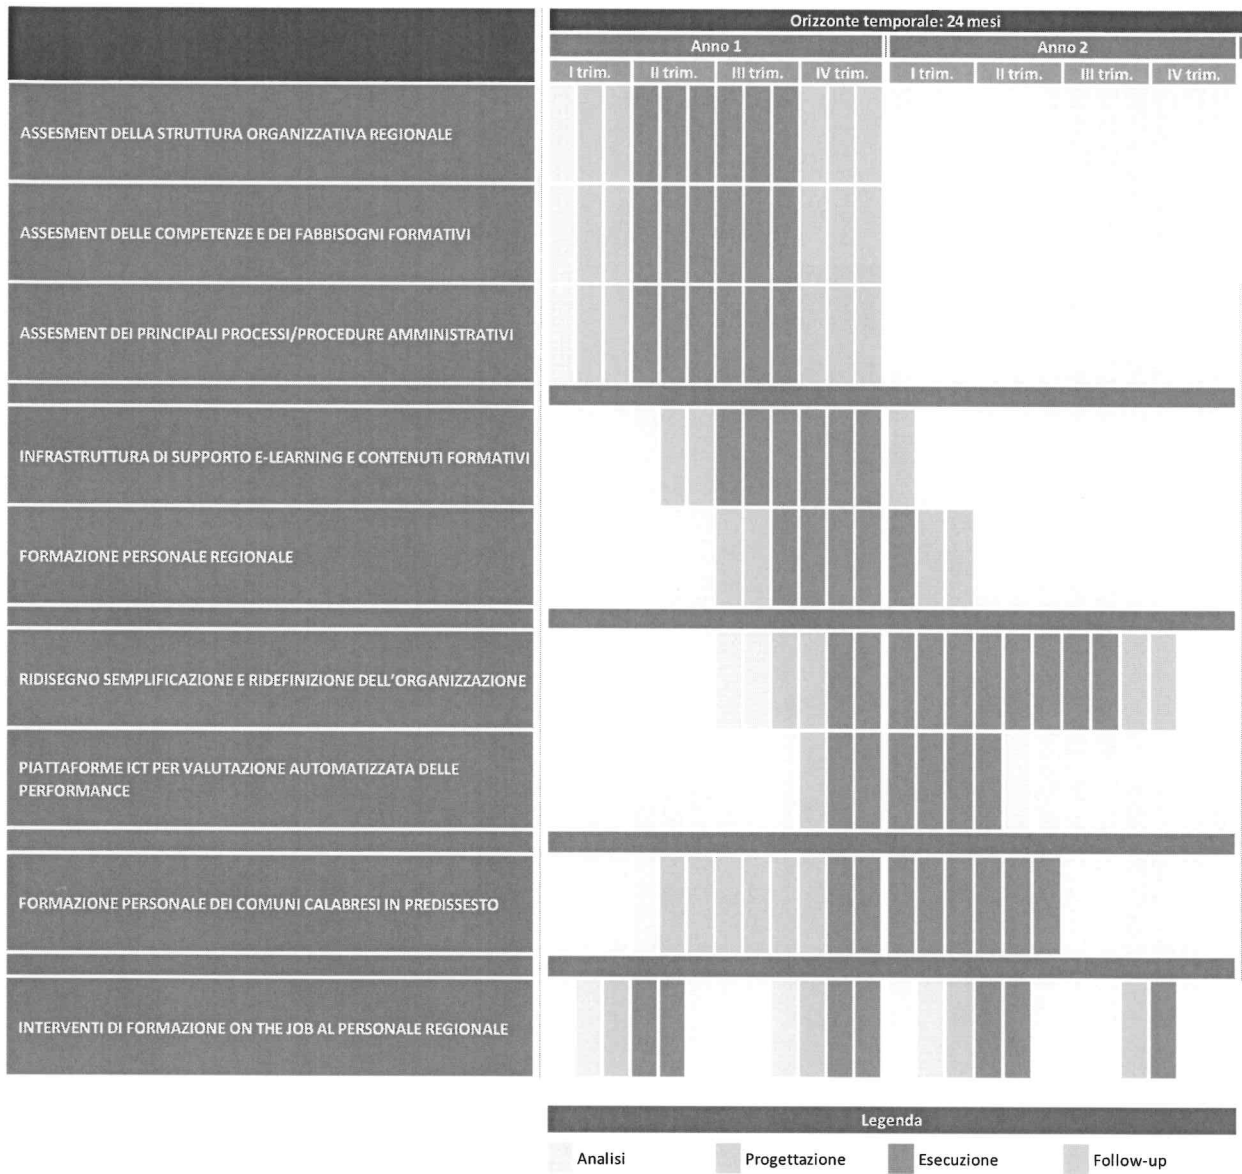 Orizzonte temporale: 24 mesi
Anno 1 Anno 2
I trim. II trim. III trim. IV trim. I trim. II trim. III trim. IV trim.
ASSESMENT DELLA STRUTTURA ORGANIZZATIVA REGIONALE
ASSESMENT DELLE COMPETENZE E DEI FABBISOGNI FORMATIVI
ASSESMENT DEI PRINCIPALI PROCESSI/PROCEDURE AMMINISTRATIVI
INFRASTRUTTURA DI SUPPORTO E-LEARNING E CONTENUTI FORMATIVI
FORMAZIONE PERSONALE REGIONALE
RIDISEGNO SEMPLIFICAZIONE E RIDEFINIZIONE DELL'ORGANIZZAZIONE
PIATTAFORME ICT PER VALUTAZIONE AUTOMATIZZATA DELLE
PERFORMANCE
FORMAZIONE PERSONALE DEI COMUNI CALABRESI IN PREDISSESTO
INTERVENTI DI FORMAZIONE ON THE JOB AL PERSONALE REGIONALE
Legenda
Analisi Progettazione Esecuzione Follow-up